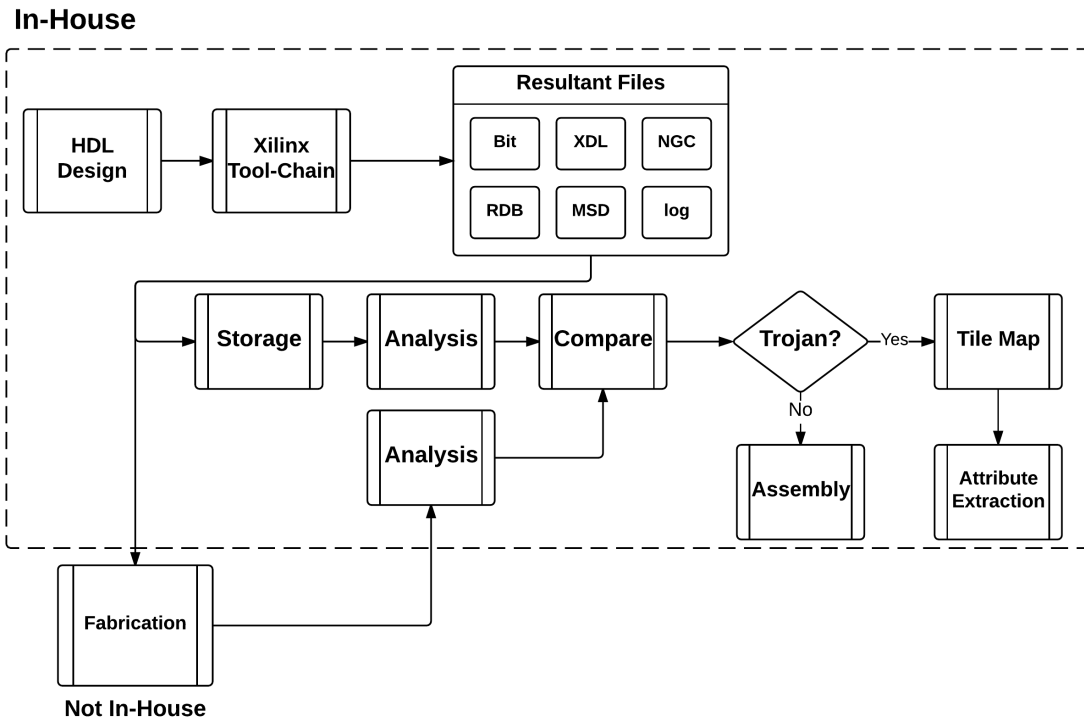 In-House
HDL
Design
Xilinx
Tool-Chain
Resultant Files
Bit
XDL
NGC
RDB
MSD
log
Storage
Analysis
Compare
Trojan?
Yes
Tile Map
No
Analysis
Assembly
Attribute
Extraction
Fabrication
Not In-House